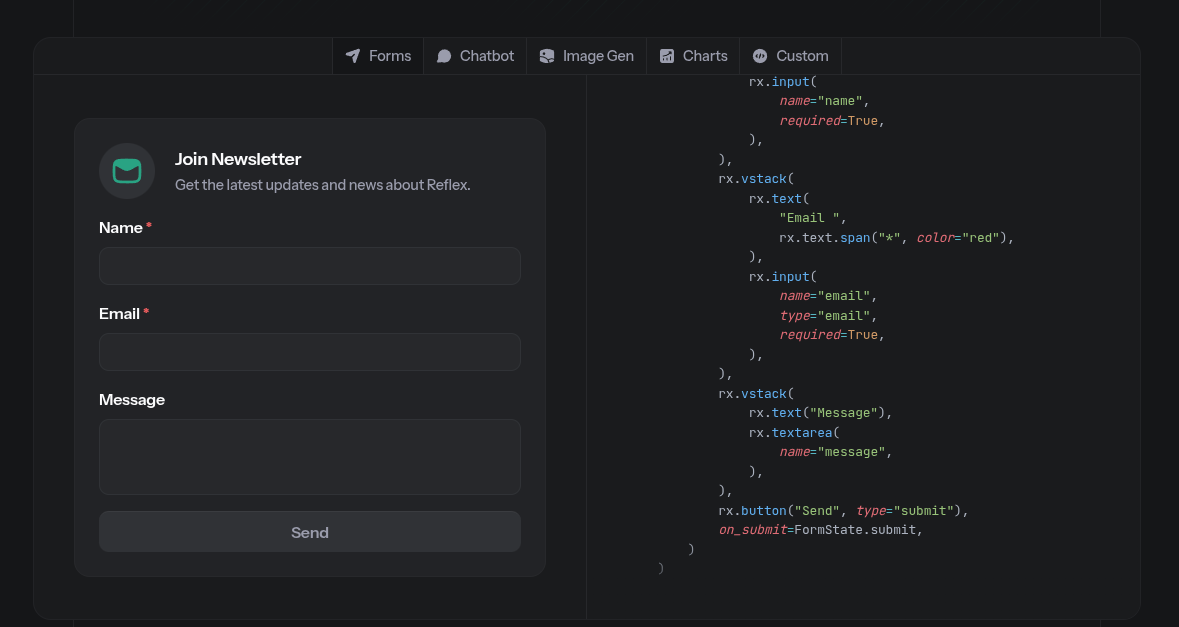 Forms
Chatbot
Image Gen
Charts
Custom
Join Newsletter
Get the latest updates and news about Reflex.
Name *
Email *
Message
Send
rx.input(
name="name",
required=True,
),
),
rx.vstack(
rx.text(
"Email ",
rx.text.span("*", color="red"),
),
rx.input(
name="email",
type="email",
required=True,
),
),
rx.vstack(
rx.text("Message"),
rx.textarea(
name="message",
),
),
rx.button("Send", type="submit"),
on_submit=FormState.submit,
)
)